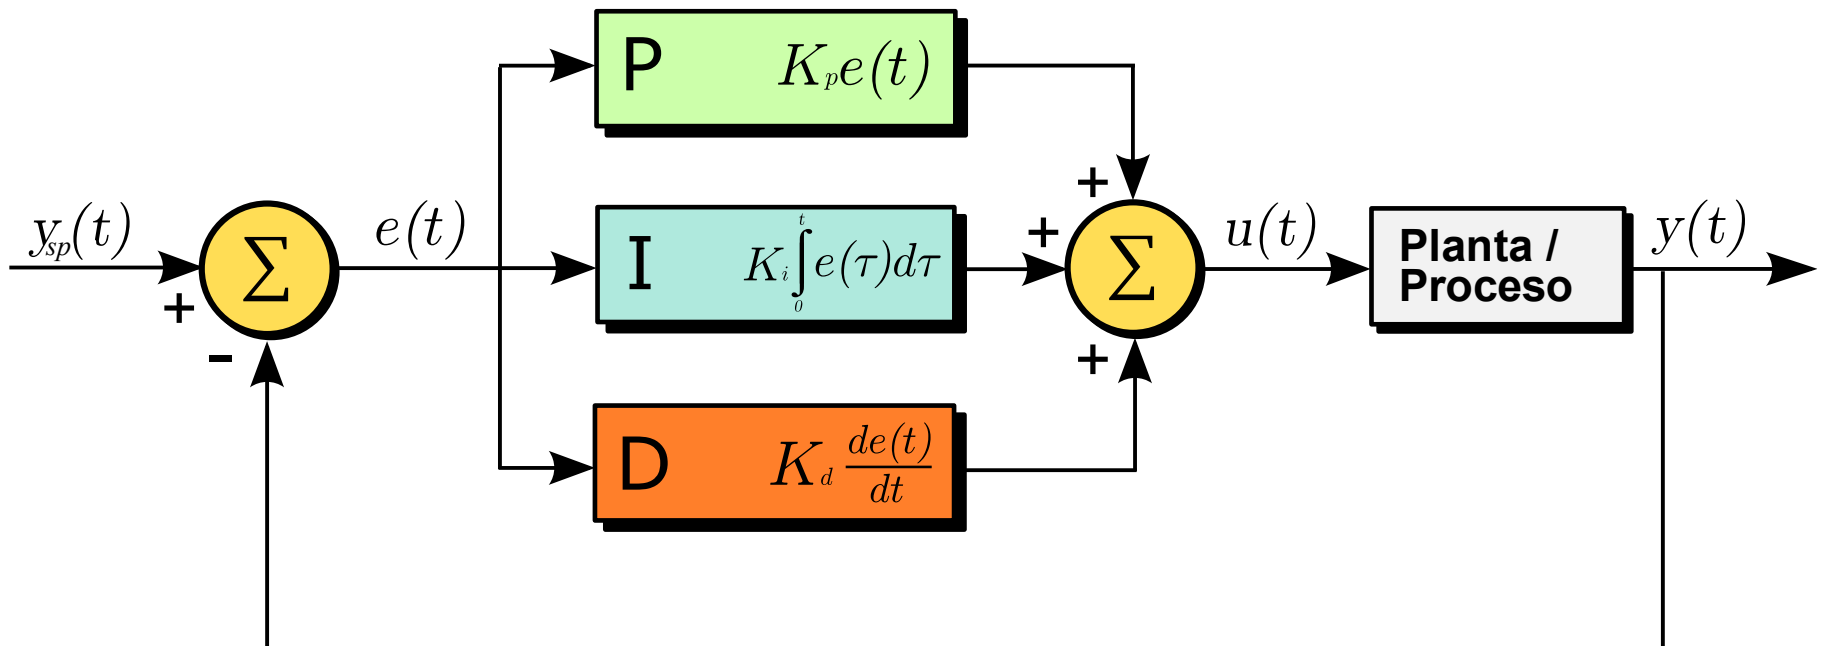 P K_p e(t)
+
y_sp(t) Σ e(t) I K_i ∫_0^t e(τ)dτ + Σ u(t) Planta / y(t)
Proceso
+
-
+
D K_d de(t)/dt